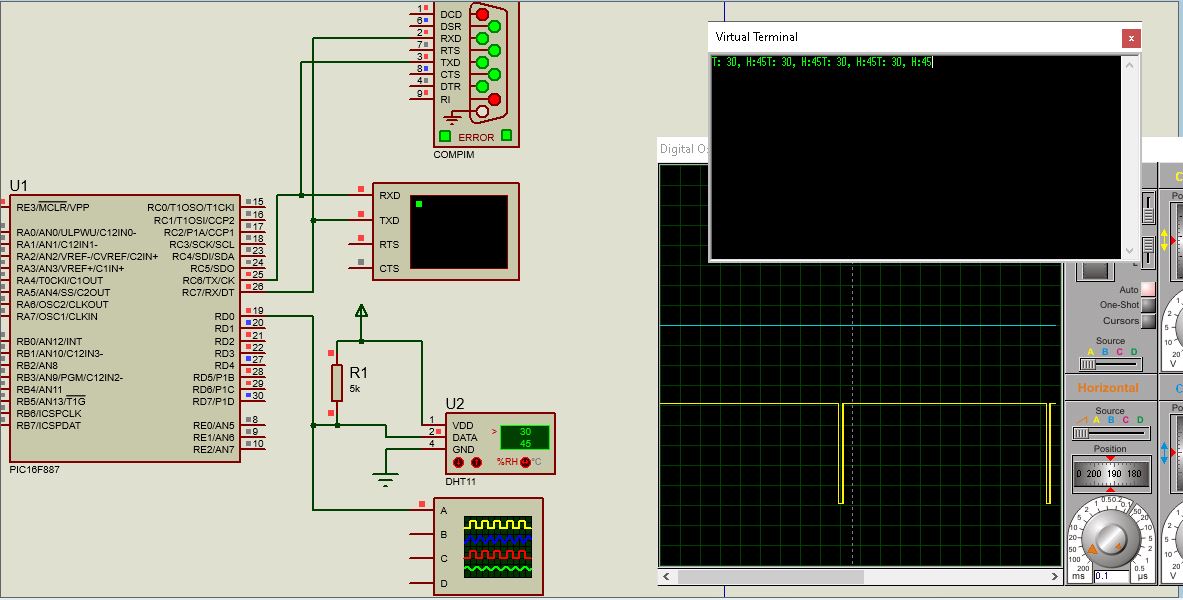 1 DCD
6 DSR
2 RXD
7 RTS
3 TXD
8 CTS
4 DTR
9 RI
ERROR
COMPIM
Virtual Terminal
x
T: 30, H:45T: 30, H:45T: 30, H:45T: 30, H:45
Digital O
U1
RE3/MCLR/VPP
RA0/AN0/ULPWU/C12IN0-
RA1/AN1/C12IN1-
RA2/AN2/VREF-/CVREF/C2IN+
RA3/AN3/VREF+/C1IN+
RA4/T0CKI/C1OUT
RA5/AN4/SS/C2OUT
RA6/OSC2/CLKOUT
RA7/OSC1/CLKIN
RB0/AN12/INT
RB1/AN10/C12IN3-
RB2/AN8
RB3/AN9/PGM/C12IN2-
RB4/AN11
RB5/AN13/T1G
RB6/ICSPCLK
RB7/ICSPDAT
RC0/T1OSO/T1CKI 15
RC1/T1OSI/CCP2 16
RC2/P1A/CCP1 17
RC3/SCK/SCL 18
RC4/SDI/SDA 23
RC5/SDO 24
RC6/TX/CK 25
RC7/RX/DT 26
RD0 19
RD1 20
RD2 21
RD3 22
RD4 27
RD5/P1B 28
RD6/P1C 29
RD7/P1D 30
RE0/AN5 8
RE1/AN6 9
RE2/AN7 10
PIC16F887
RXD
TXD
RTS
CTS
R1
5k
U2
1 VDD
2 DATA
4 GND
> 30
45
%RH °C
DHT11
A
B
C
D
Auto
One-Shot
Cursors
Source
A B C D
Horizontal
Source
A B C D
Position
0 200 190 180
ms 0.1 µs